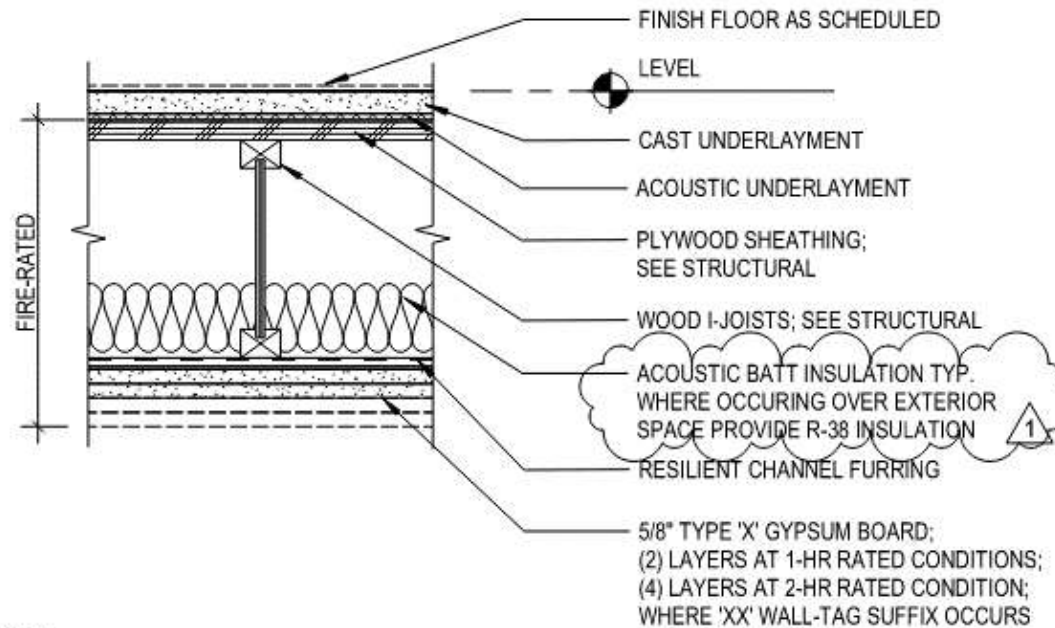 FINISH FLOOR AS SCHEDULED
LEVEL
CAST UNDERLAYMENT
ACOUSTIC UNDERLAYMENT
PLYWOOD SHEATHING;
SEE STRUCTURAL
FIRE-RATED
WOOD I-JOISTS; SEE STRUCTURAL
ACOUSTIC BATT INSULATION TYP.
WHERE OCCURING OVER EXTERIOR
SPACE PROVIDE R-38 INSULATION
1
RESILIENT CHANNEL FURRING
5/8" TYPE 'X' GYPSUM BOARD;
(2) LAYERS AT 1-HR RATED CONDITIONS;
(4) LAYERS AT 2-HR RATED CONDITION;
WHERE 'XX' WALL-TAG SUFFIX OCCURS